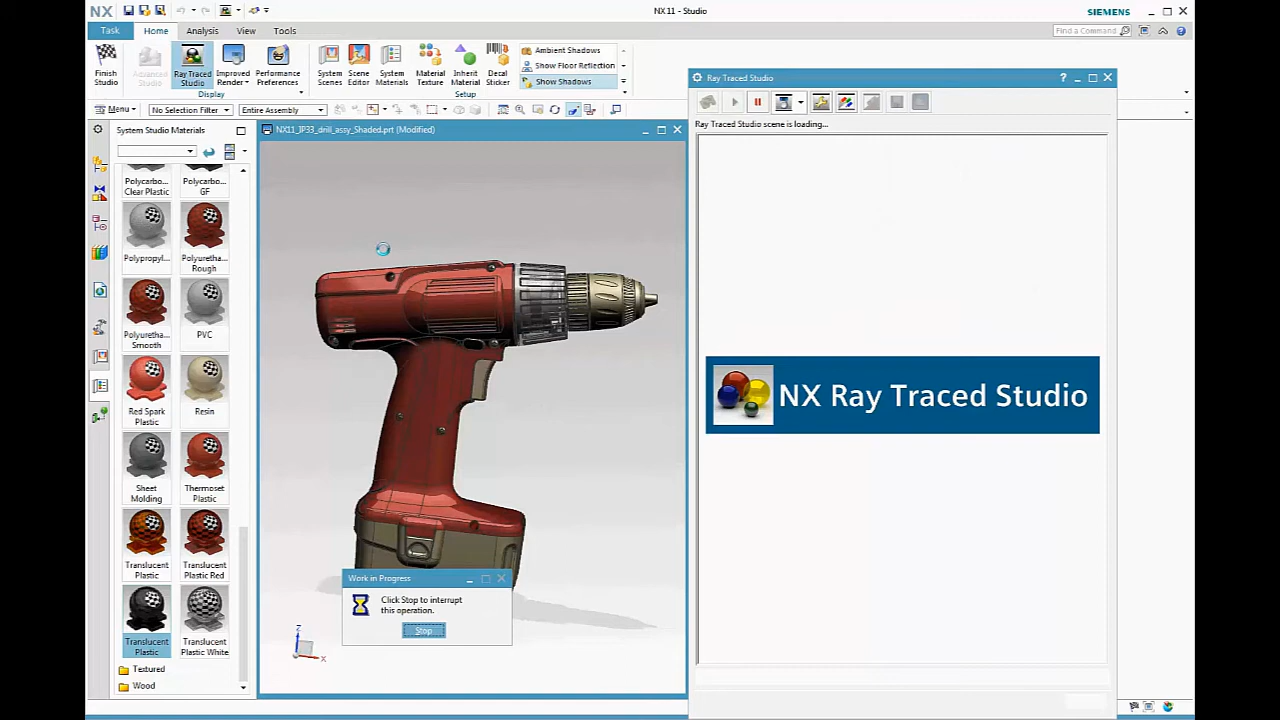 NX
NX 11 - Studio
SIEMENS
Task
Home
Analysis
View
Tools
Find a Command
Finish
Studio
Advanced
Studio
Ray Traced
Studio
Improved
Render
Performance
Preferences
System
Scenes
Scene
Editor
System
Materials
Material
Texture
Inherit
Material
Decal
Sticker
Ambient Shadows
Show Floor Reflection
Show Shadows
Display
Setup
Menu
No Selection Filter
Entire Assembly
System Studio Materials
NX11_IP33_drill_assy_Shaded.prt (Modified)
Ray Traced Studio
Ray Traced Studio scene is loading...
Polycarbo...
Clear Plastic
Polycarbo...
GF
Polypropyl...
Polyuretha...
Rough
Polyuretha...
Smooth
PVC
Red Spark
Plastic
Resin
Sheet
Molding
Thermoset
Plastic
Translucent
Plastic
Translucent
Plastic Red
Translucent
Plastic
Translucent
Plastic White
Textured
Wood
NX Ray Traced Studio
Work in Progress
Click Stop to interrupt
this operation.
Stop
Z
X